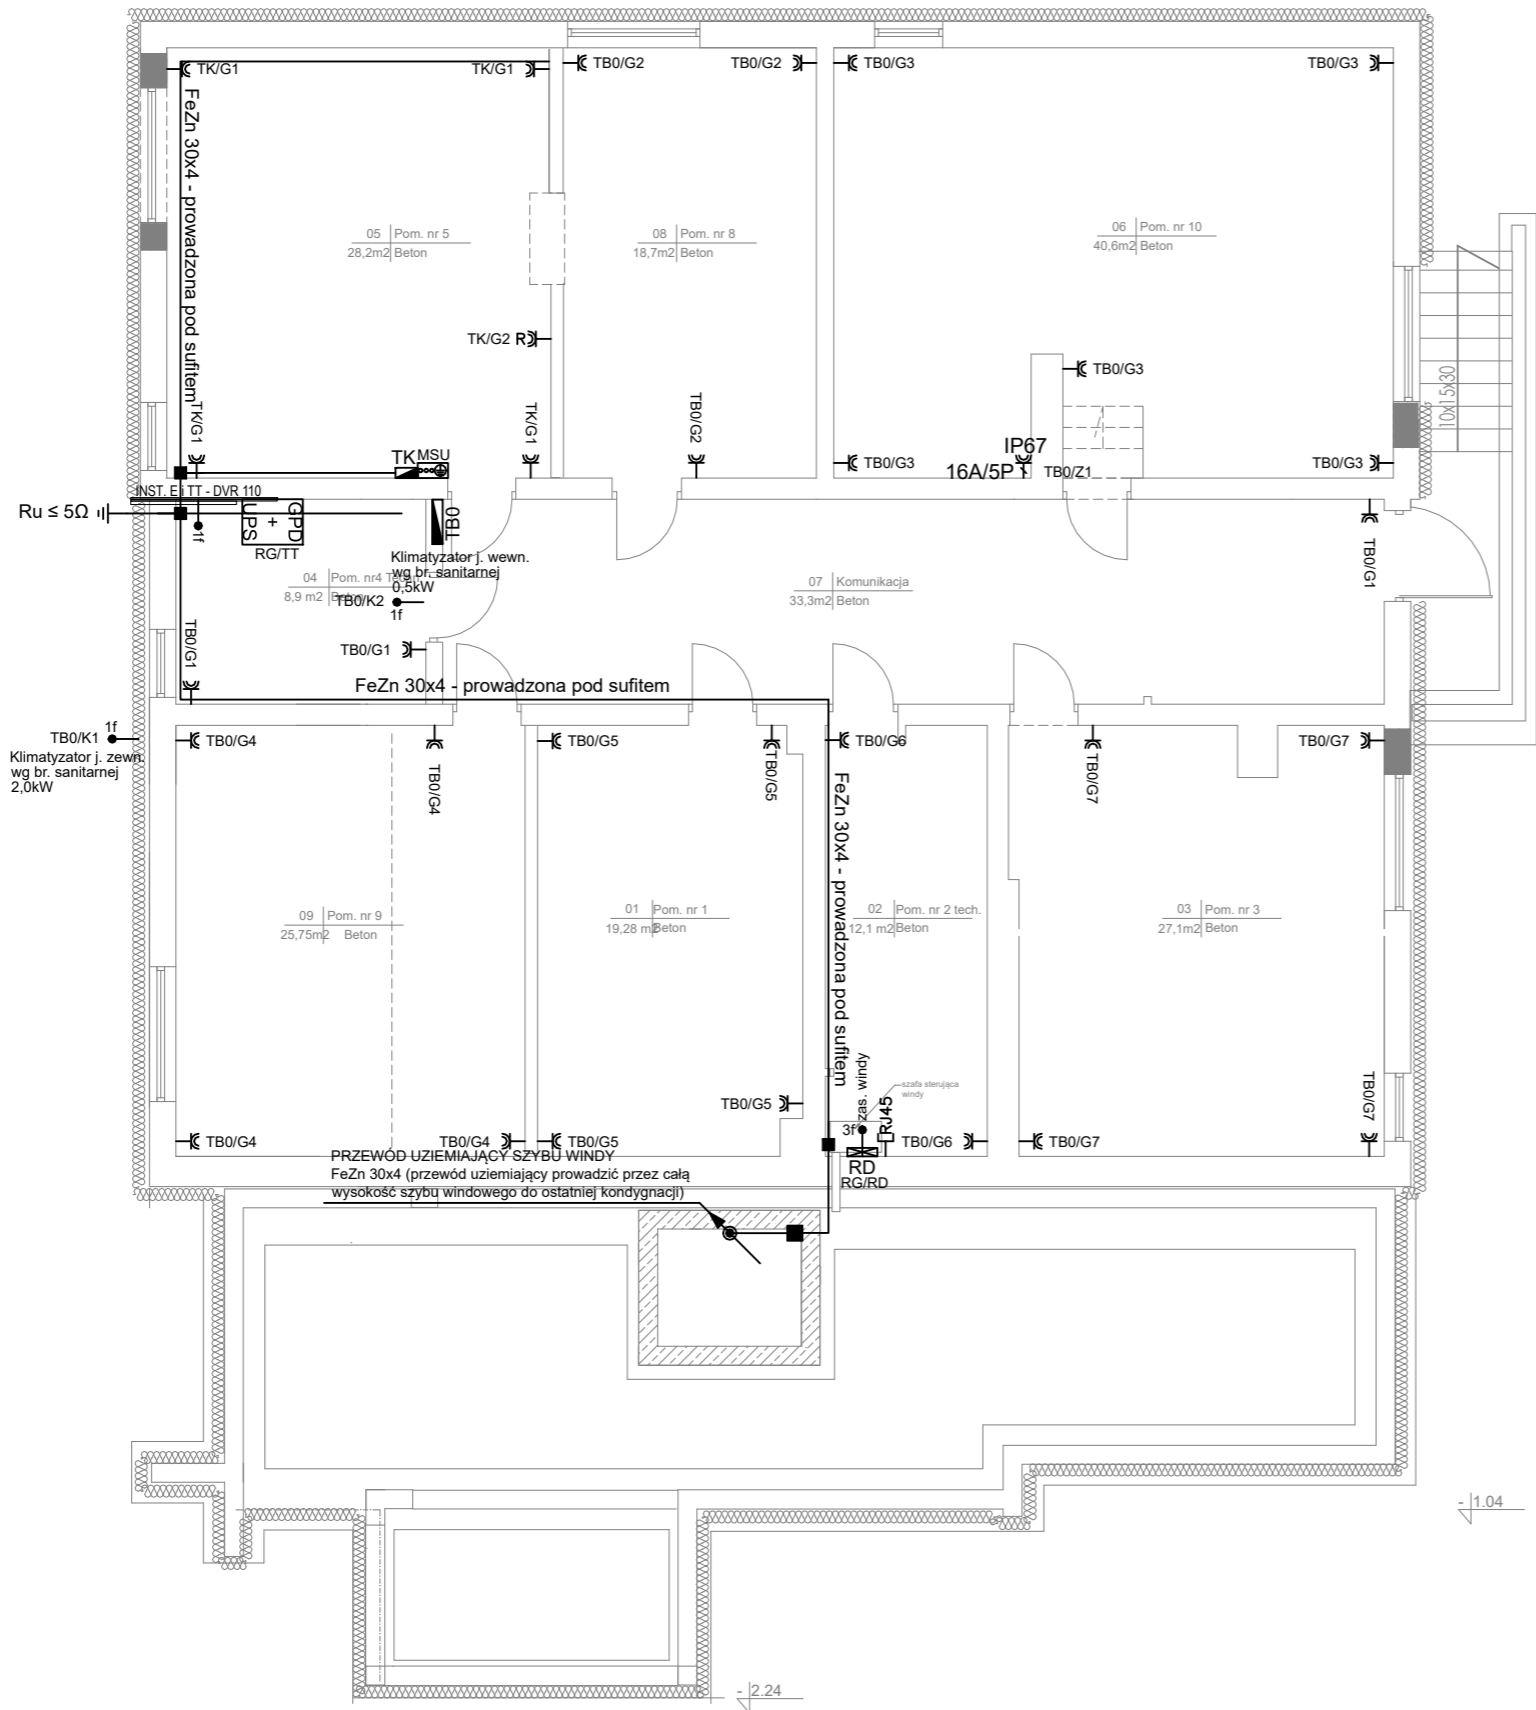 TK/G1
TK/G1
TB0/G2
TB0/G2
TB0/G3
TB0/G3
FeZn 30x4 - prowadzona pod sufitem
05 Pom. nr 5
28,2m2 Beton
08 Pom. nr 8
18,7m2 Beton
06 Pom. nr 10
40,6m2 Beton
TK/G2 R
TB0/G3
10x15x30
TK/G1
TK/G1
TB0/G2
IP67
16A/5P
TB0/Z1
TB0/G3
TB0/G3
TK MSU
INST. E i TT - DVR 110
Ru ≤ 5Ω
1f
UPS + GPD
RG/TT
TB0
Klimatyzator j. wewn.
wg br. sanitarnej
0,5kW
TB0/K2
1f
04 Pom. nr4
8,9 m2 Beton
07 Komunikacja
33,3m2 Beton
TB0/G1
TB0/G1
TB0/G1
FeZn 30x4 - prowadzona pod sufitem
1f
TB0/K1
Klimatyzator j. zewn.
wg br. sanitarnej
2,0kW
TB0/G4
TB0/G4
TB0/G5
TB0/G5
TB0/G6
TB0/G7
TB0/G7
FeZn 30x4 - prowadzona pod sufitem
09 Pom. nr 9
25,75m2 Beton
01 Pom. nr 1
19,28 m2 Beton
02 Pom. nr 2 tech.
12,1 m2 Beton
03 Pom. nr 3
27,1m2 Beton
szafa sterująca
windy
zas. windy
3f
RJ45
TB0/G5
TB0/G7
TB0/G4
TB0/G4
TB0/G5
TB0/G6
TB0/G7
RD
RG/RD
PRZEWÓD UZIEMIAJĄCY SZYBU WINDY
FeZn 30x4 (przewód uziemiający prowadzić przez całą
wysokość szybu windowego do ostatniej kondygnacji)
- 1.04
- 2.24